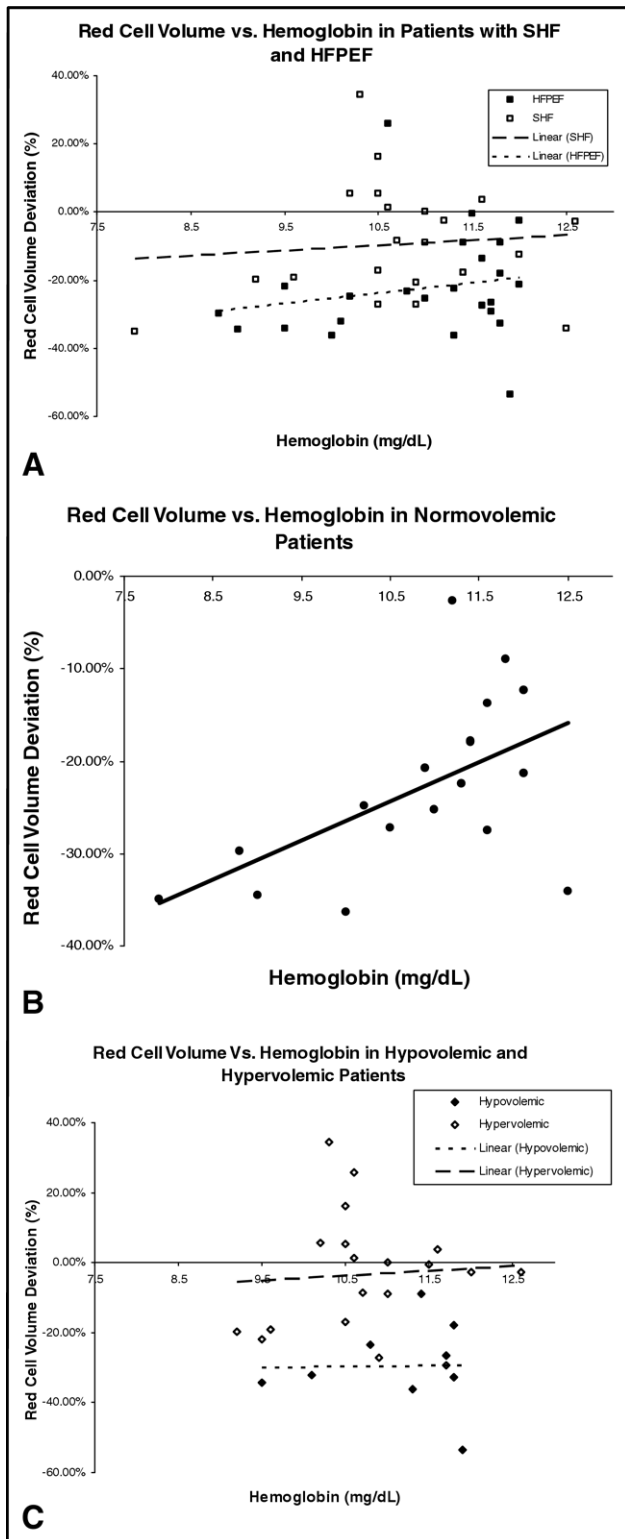 Red Cell Volume vs. Hemoglobin in Patients with SHF
and HFPEF
40.00%
20.00%
0.00%
-20.00%
-40.00%
-60.00%
7.5
8.5
9.5
10.5
11.5
12.5
HFPEF
SHF
Linear (SHF)
Linear (HFPEF)
Red Cell Volume Deviation (%)
Hemoglobin (mg/dL)
A
Red Cell Volume vs. Hemoglobin in Normovolemic
Patients
0.00%
-10.00%
-20.00%
-30.00%
-40.00%
7.5
8.5
9.5
10.5
11.5
12.5
Red Cell Volume Deviation (%)
Hemoglobin (mg/dL)
B
Red Cell Volume Vs. Hemoglobin in Hypovolemic and
Hypervolemic Patients
40.00%
20.00%
0.00%
-20.00%
-40.00%
-60.00%
7.5
8.5
9.5
10.5
11.5
12.5
Hypovolemic
Hypervolemic
Linear (Hypovolemic)
Linear (Hypervolemic)
Red Cell Volume Deviation (%)
Hemoglobin (mg/dL)
C